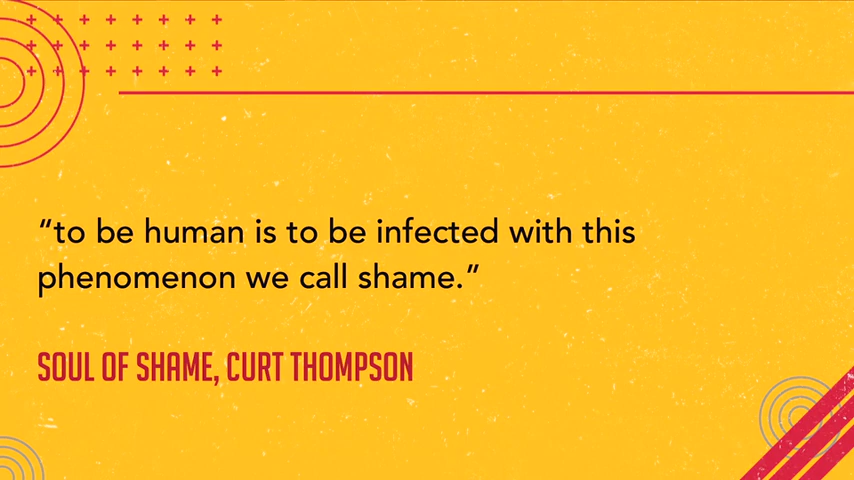 “to be human is to be infected with this
phenomenon we call shame.”
SOUL OF SHAME, CURT THOMPSON